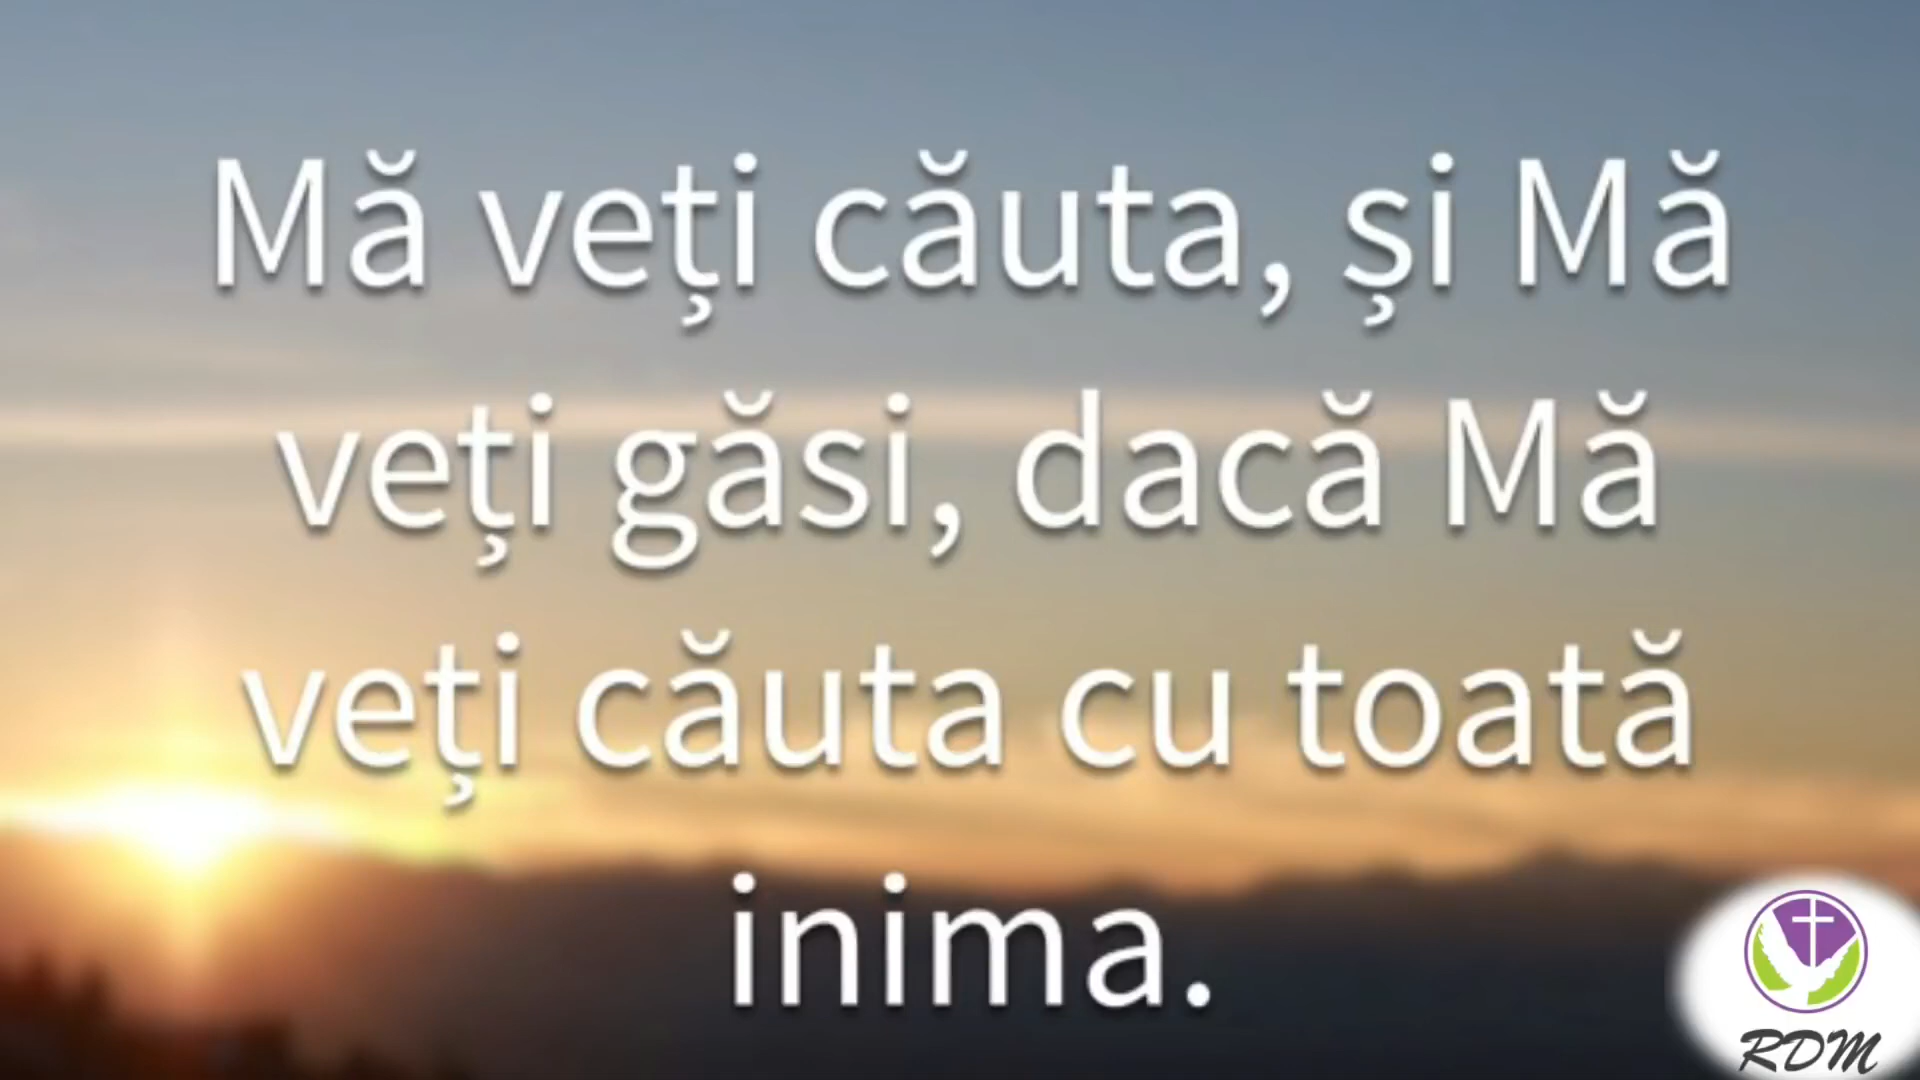 Mă veți căuta, și Mă
veți găsi, dacă Mă
veți căuta cu toată
inima.
RDM